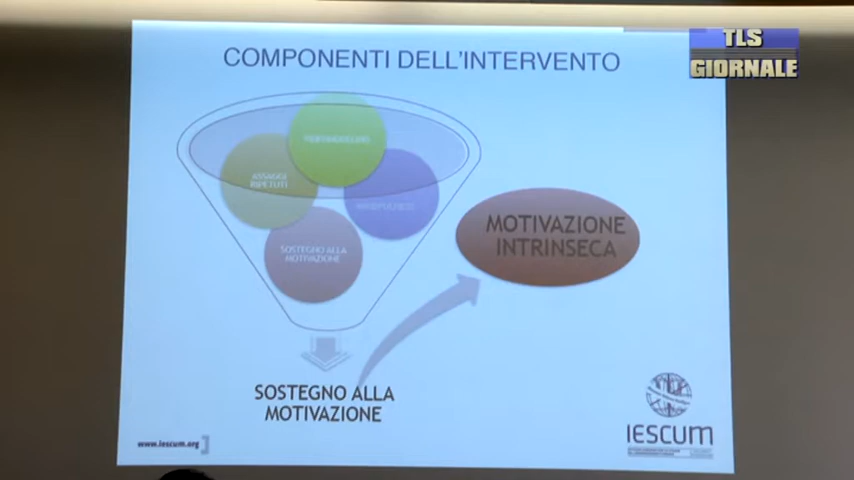 TLS
GIORNALE
COMPONENTI DELL'INTERVENTO
ASSAGGI
RIPETUTI
SOSTEGNO ALLA
MOTIVAZIONE
MOTIVAZIONE
INTRINSECA
SOSTEGNO ALLA
MOTIVAZIONE
www.iescum.org
IESCUM